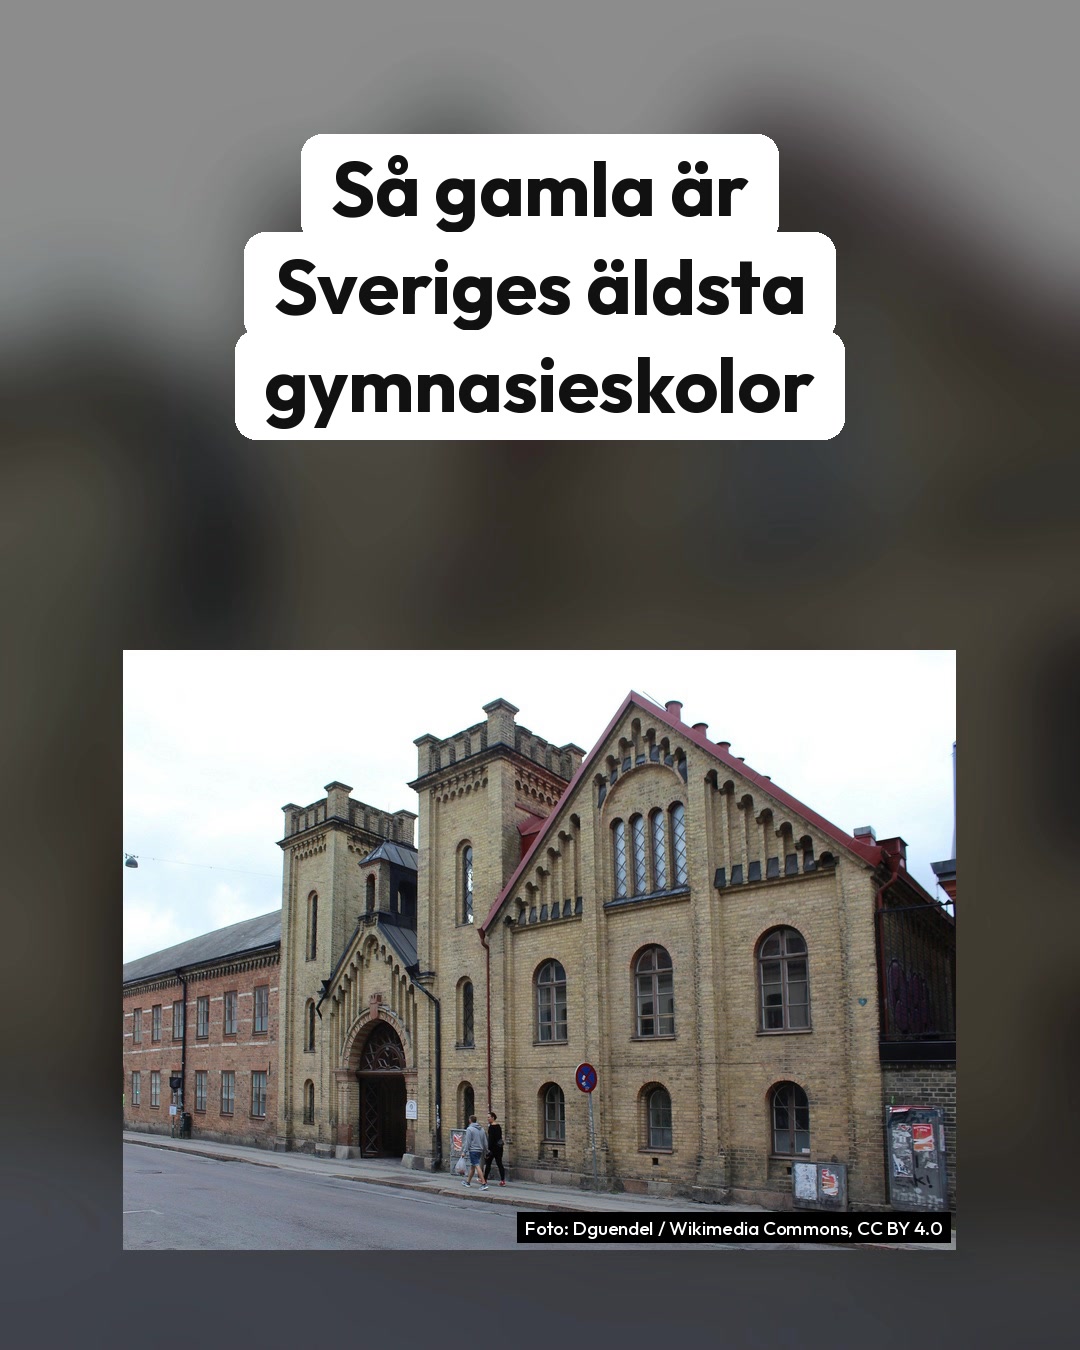 Så gamla är
Sveriges äldsta
gymnasieskolor
Foto: Dguendel / Wikimedia Commons, CC BY 4.0